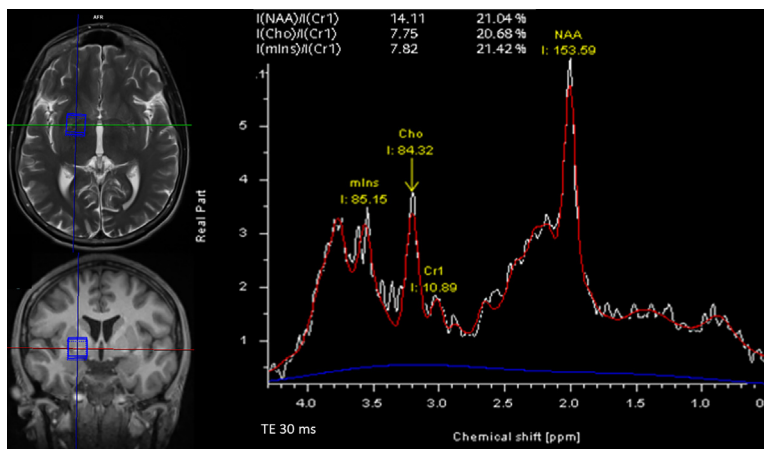 AFR
I(NAA)/I(Cr1) 14.11 21.04 %
I(Cho)/I(Cr1) 7.75 20.68 %
I(mIns)/I(Cr1) 7.82 21.42 %
NAA
I: 153.59
Cho
I: 84.32
mIns
I: 85.15
Cr1
I: 10.89
Real Part
.1
5
4
3
2
1
4.0 3.5 3.0 2.5 2.0 1.5 1.0 0
TE 30 ms
Chemical shift [ppm]